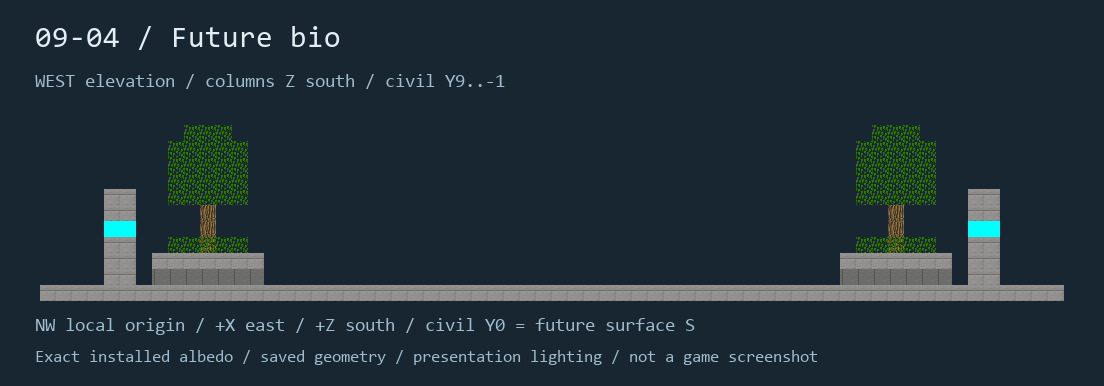 09-04 / Future bio
WEST elevation / columns Z south / civil Y9..-1
NW local origin / +X east / +Z south / civil Y0 = future surface S
Exact installed albedo / saved geometry / presentation lighting / not a game screenshot